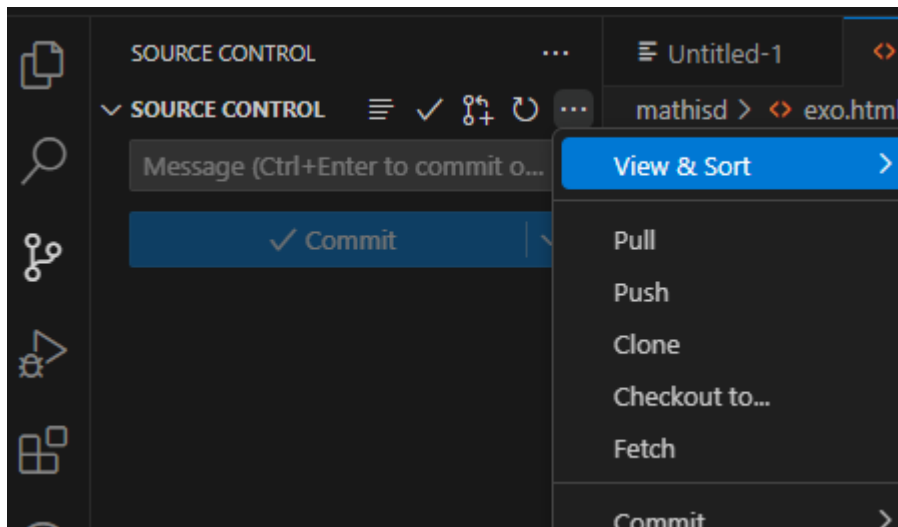 SOURCE CONTROL
Untitled-1
SOURCE CONTROL
mathisd > exo.html
Message (Ctrl+Enter to commit o...
Commit
View & Sort
Pull
Push
Clone
Checkout to...
Fetch
Commit